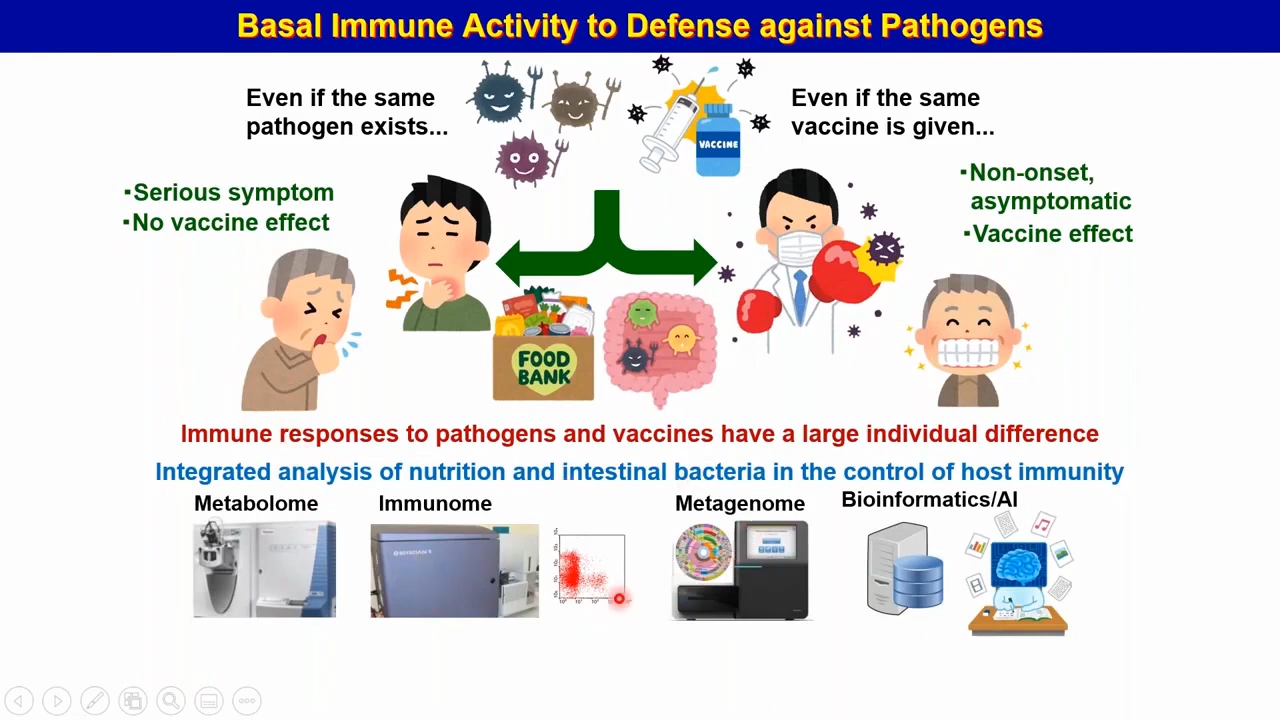 Basal Immune Activity to Defense against Pathogens
Even if the same
pathogen exists...
Even if the same
vaccine is given...
VACCINE
・Serious symptom
・No vaccine effect
・Non-onset,
asymptomatic
・Vaccine effect
FOOD
BANK
Immune responses to pathogens and vaccines have a large individual difference
Integrated analysis of nutrition and intestinal bacteria in the control of host immunity
Metabolome
Immunome
Metagenome
Bioinformatics/AI